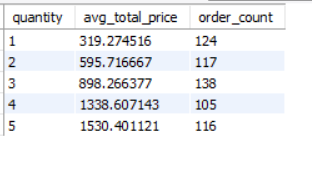 quantity avg_total_price order_count
1 319.274516 124
2 595.716667 117
3 898.266377 138
4 1338.607143 105
5 1530.401121 116